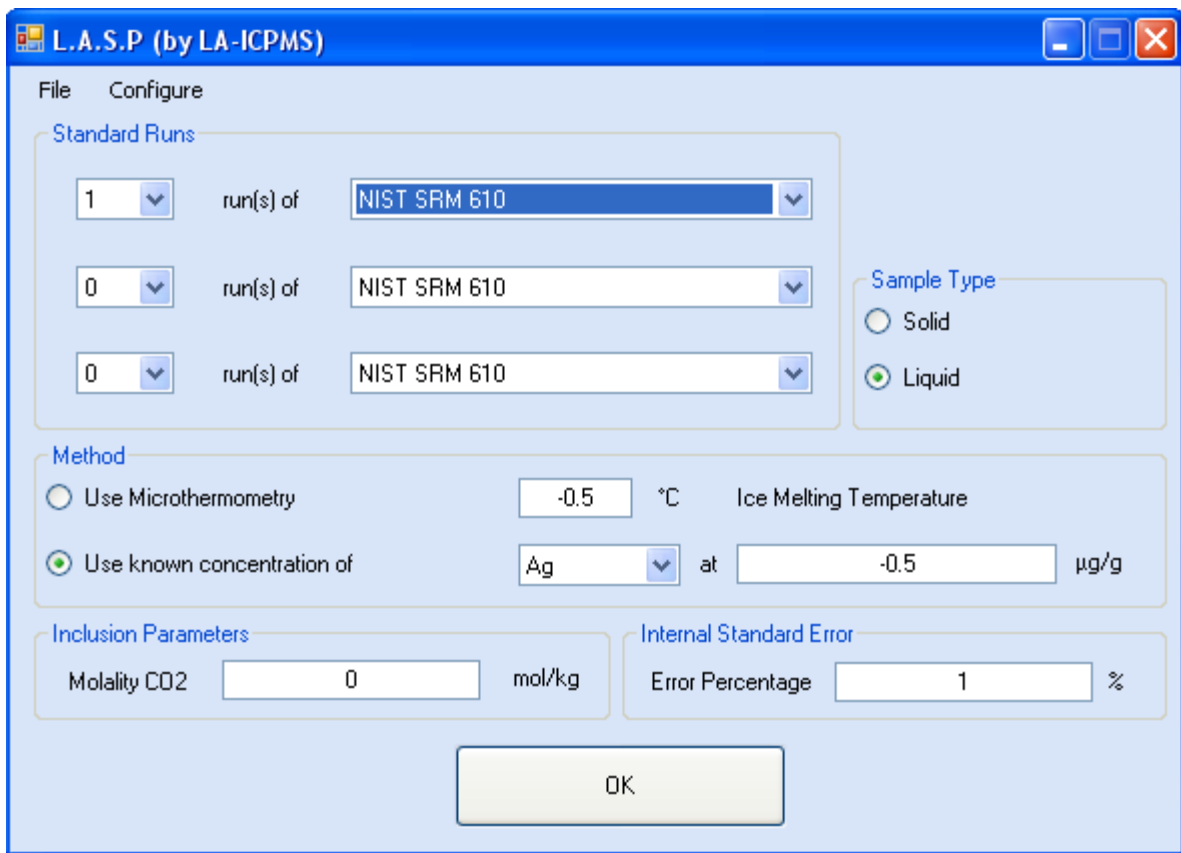 L.A.S.P (by LA-ICPMS)
File Configure
Standard Runs
1 run(s) of NIST SRM 610
0 run(s) of NIST SRM 610
0 run(s) of NIST SRM 610
Sample Type
Solid
Liquid
Method
Use Microthermometry -0.5 °C Ice Melting Temperature
Use known concentration of Ag at -0.5 µg/g
Inclusion Parameters
Molality CO2 0 mol/kg
Internal Standard Error
Error Percentage 1 %
OK